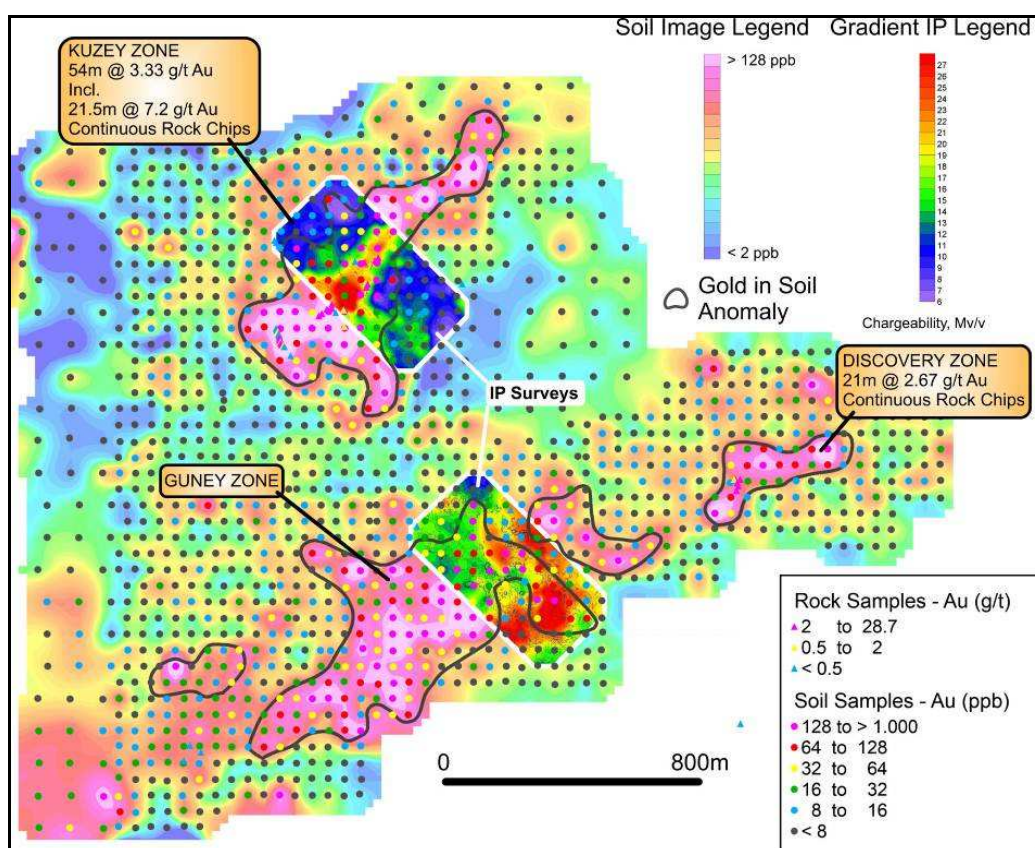 KUZEY ZONE
54m @ 3.33 g/t Au
Incl.
21.5m @ 7.2 g/t Au
Continuous Rock Chips
Soil Image Legend
> 128 ppb
< 2 ppb
Gold in Soil
Anomaly
Gradient IP Legend
27
26
25
24
23
22
21
20
19
18
17
16
15
14
13
12
11
10
9
8
7
6
Chargeability, Mv/v
DISCOVERY ZONE
21m @ 2.67 g/t Au
Continuous Rock Chips
IP Surveys
GUNEY ZONE
0 800m
Rock Samples - Au (g/t)
2 to 28.7
0.5 to 2
< 0.5
Soil Samples - Au (ppb)
128 to > 1.000
64 to 128
32 to 64
16 to 32
8 to 16
< 8